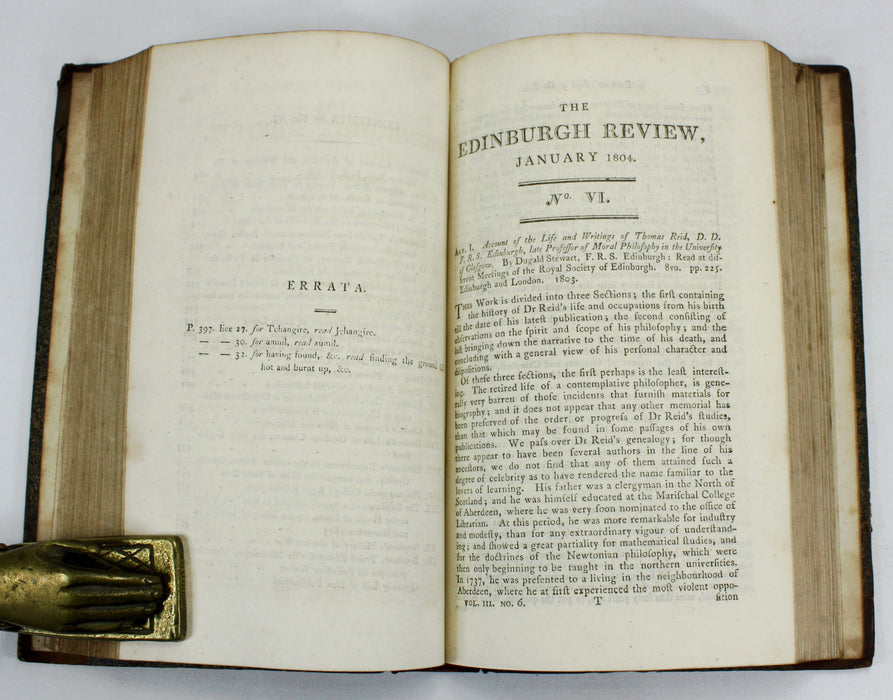 ERRATA.
P. 397. line 27. for Tchangire, read Jehangire.
— — 30. for amnil, read aumil.
— — 32. for having found, &c. read finding the ground
hot and burnt up, &c.
THE
EDINBURGH REVIEW,
JANUARY 1804.
No. VI.
Art. I. Account of the Life and Writings of Thomas Reid, D. D.
F. R. S. Edinburgh, late Profeſſor of Moral Philoſophy in the Univerſity
of Glaſgow. By Dugald Stewart, F. R. S. Edinburgh: Read at dif-
ferent Meetings of the Royal Society of Edinburgh. 8vo. pp. 225.
Edinburgh and London. 1803.
This Work is divided into three Sections; the firſt containing
the hiſtory of Dr Reid's life and occupations from his birth
till the date of his lateſt publication; the ſecond conſiſting of
obſervations on the ſpirit and ſcope of his philoſophy; and the
laſt bringing down the narrative to the time of his death, and
concluding with a general view of his perſonal character and
diſpoſitions.
Of theſe three ſections, the firſt perhaps is the leaſt intereſt-
ing. The retired life of a contemplative philoſopher, is gene-
rally very barren of thoſe incidents that furniſh materials for
biography; and it does not appear that any other memorial has
been preſerved of the order or progreſs of Dr Reid's ſtudies,
than that which may be found in ſome paſſages of his own
publications. We paſs over Dr Reid's genealogy; for though
there appear to have been ſeveral authors in the line of his
anceſtors, we do not find that any of them attained ſuch a
degree of celebrity as to have rendered the name familiar to the
lovers of learning. His father was a clergyman in the North of
Scotland; and he was himſelf educated at the Mariſchal College
of Aberdeen, where he was very ſoon nominated to the office of
Librarian. At this period, he was more remarkable for induſtry
and modeſty, than for any extraordinary vigour of underſtand-
ing; and ſhowed a great partiality for mathematical ſtudies, and
for the doctrines of the Newtonian philoſophy, which were
then only beginning to be taught in the northern univerſities.
In 1737, he was preſented to a living in the neighbourhood of
Aberdeen, where he at firſt experienced the moſt violent oppo-
VOL. III. NO. 6. T ſition